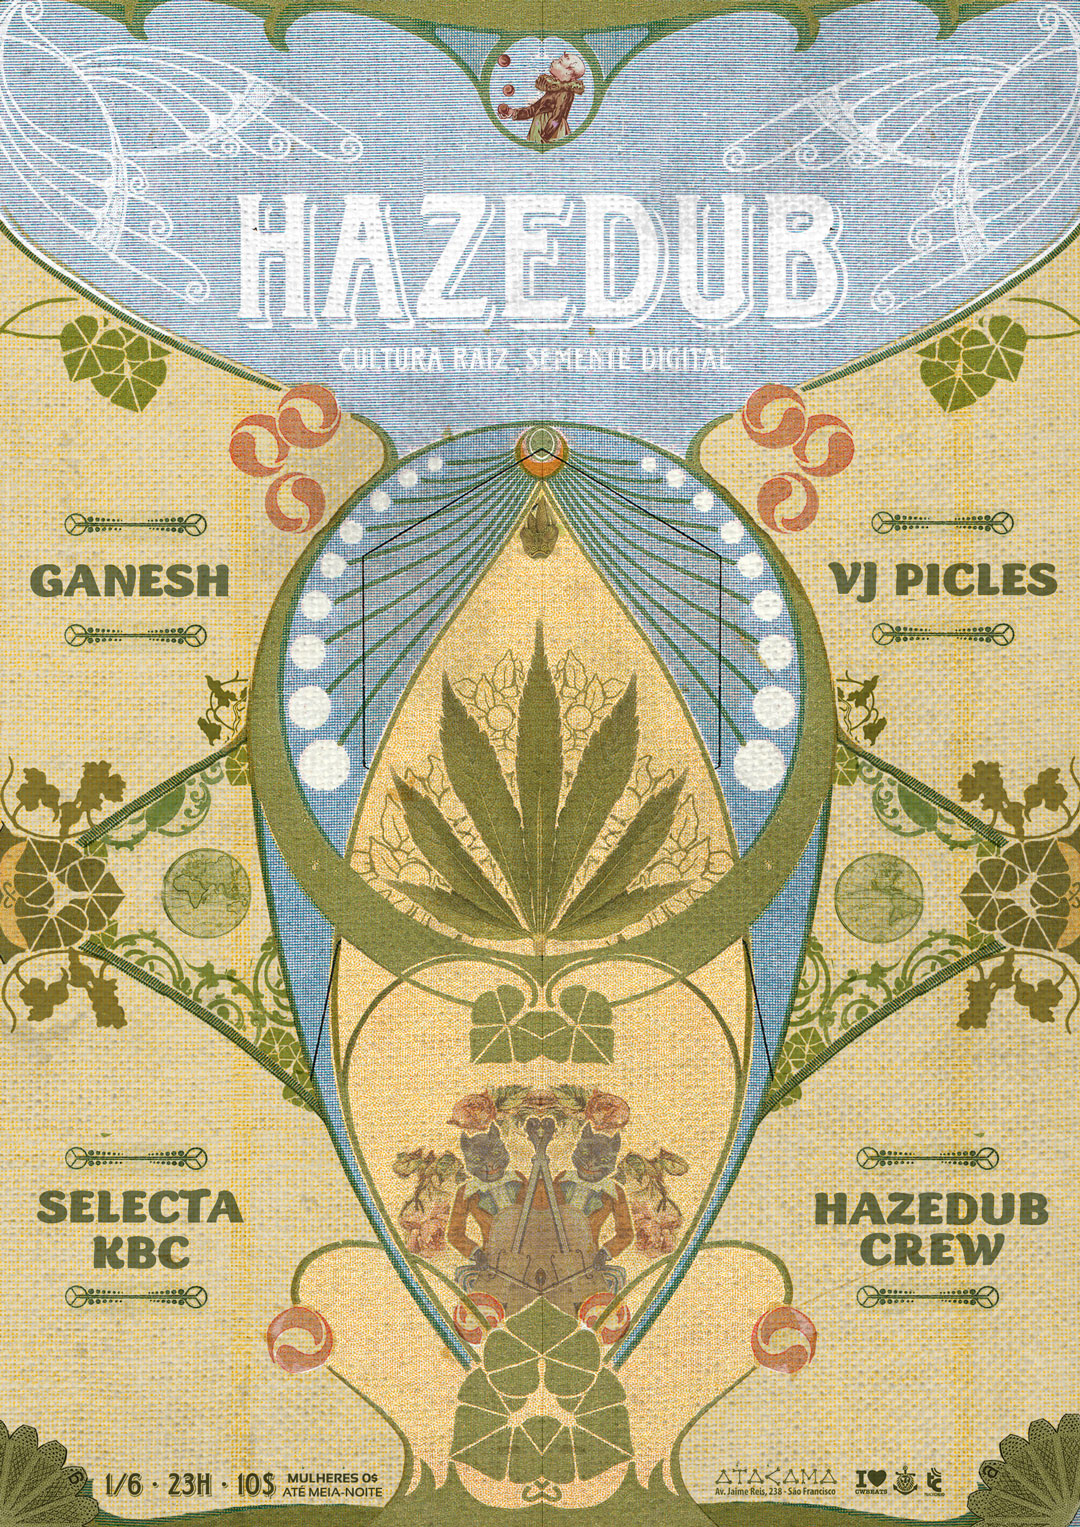 HAZEDUB
CULTURA RAIZ, SEMENTE DIGITAL
GANESH
VJ PICLES
SELECTA
KBC
HAZEDUB
CREW
1/6 · 23H · 10$
MULHERES 0$
ATÉ MEIA-NOITE
ATACAMA
Av. Jaime Reis, 238 - São Francisco
I
CWBEATS